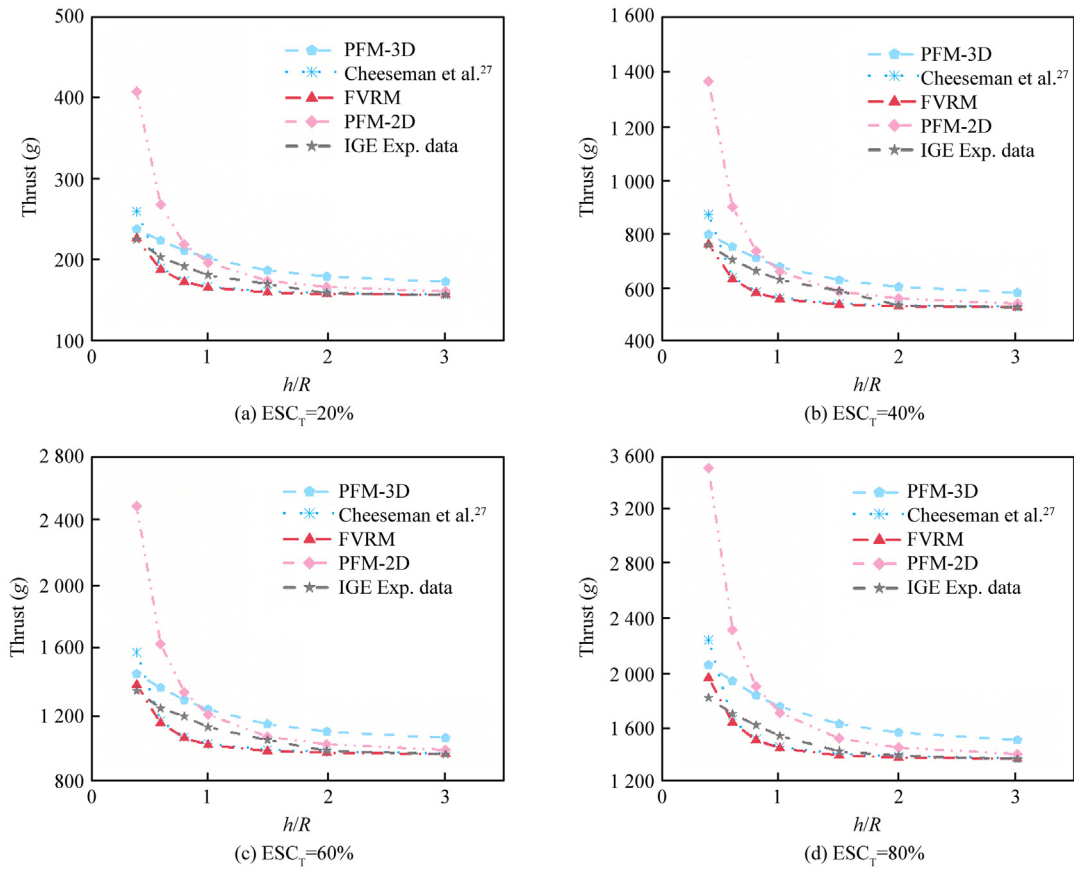 500
400
300
200
100
Thrust (g)
PFM-3D
Cheeseman et al.27
FVRM
PFM-2D
IGE Exp. data
0
1
2
3
h/R
(a) ESCT=20%
1 600
1 400
1 200
1 000
800
600
400
Thrust (g)
PFM-3D
Cheeseman et al.27
FVRM
PFM-2D
IGE Exp. data
0
1
2
3
h/R
(b) ESCT=40%
2 800
2 400
2 000
1 600
1 200
800
Thrust (g)
PFM-3D
Cheeseman et al.27
FVRM
PFM-2D
IGE Exp. data
0
1
2
3
h/R
(c) ESCT=60%
3 600
3 200
2 800
2 400
2 000
1 600
1 200
Thrust (g)
PFM-3D
Cheeseman et al.27
FVRM
PFM-2D
IGE Exp. data
0
1
2
3
h/R
(d) ESCT=80%